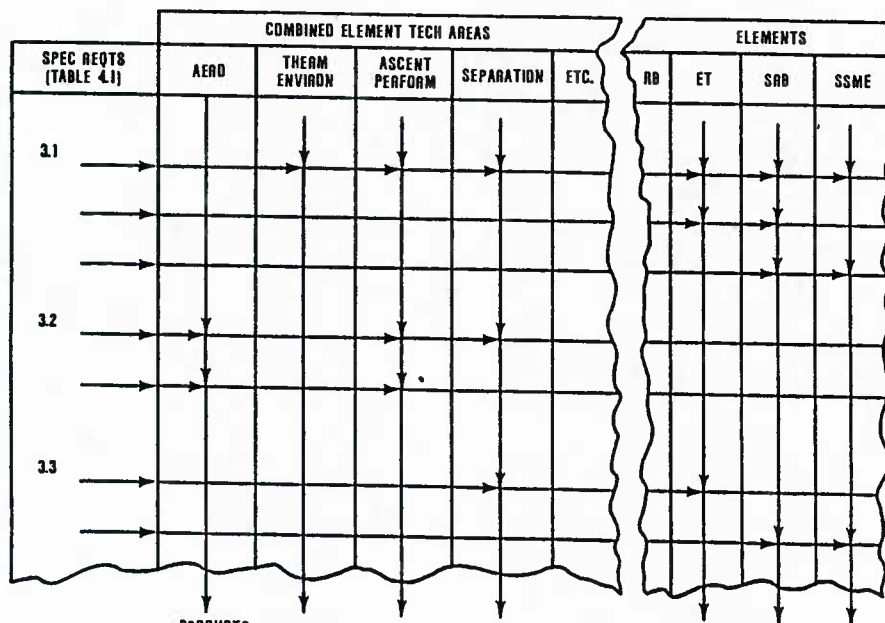 COMBINED ELEMENT TECH AREAS
ELEMENTS
SPEC REQTS
(TABLE 4.1)
AERO
THERM
ENVIRON
ASCENT
PERFORM
SEPARATION
ETC.
RB
ET
SRB
SSME
3.1
3.2
3.3